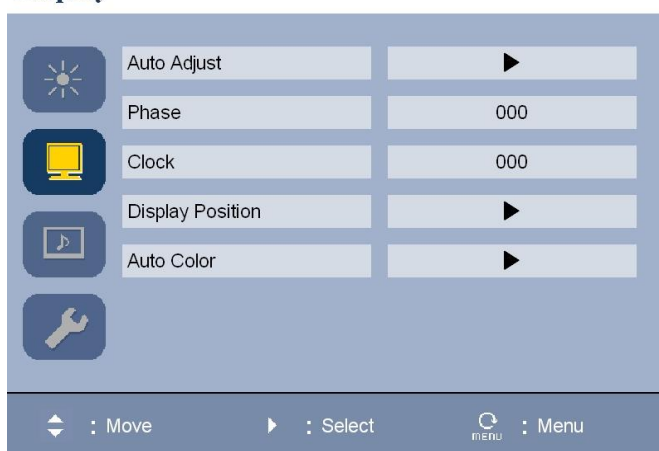 Auto Adjust
Phase 000
Clock 000
Display Position
Auto Color
: Move : Select MENU : Menu